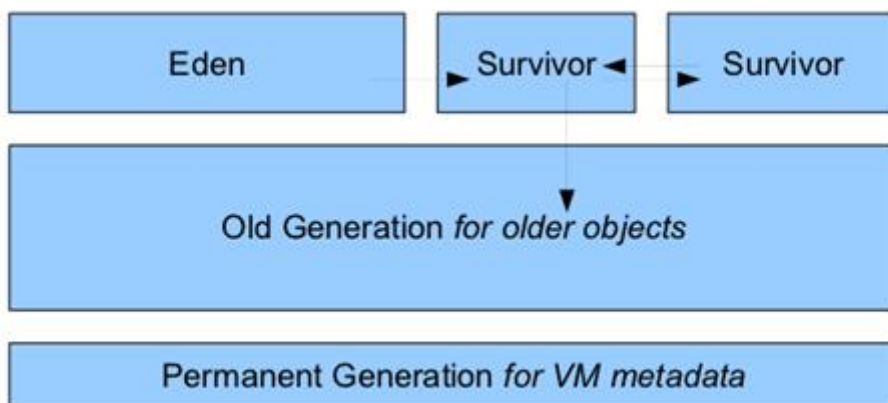 Eden
Survivor
Survivor
Old Generation for older objects
Permanent Generation for VM metadata